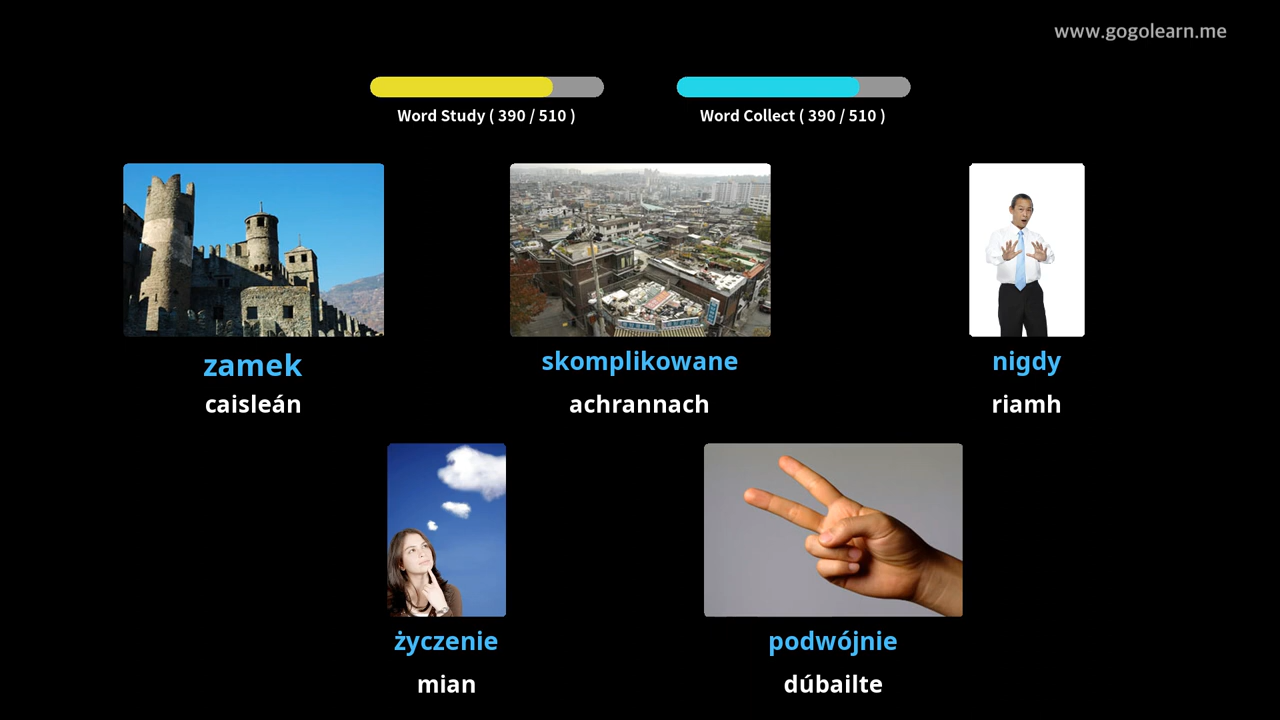 www.gogolearn.me
Word Study ( 390 / 510 )
Word Collect ( 390 / 510 )
zamek
caisleán
skomplikowane
achrannach
nigdy
riamh
życzenie
mian
podwójnie
dúbailte